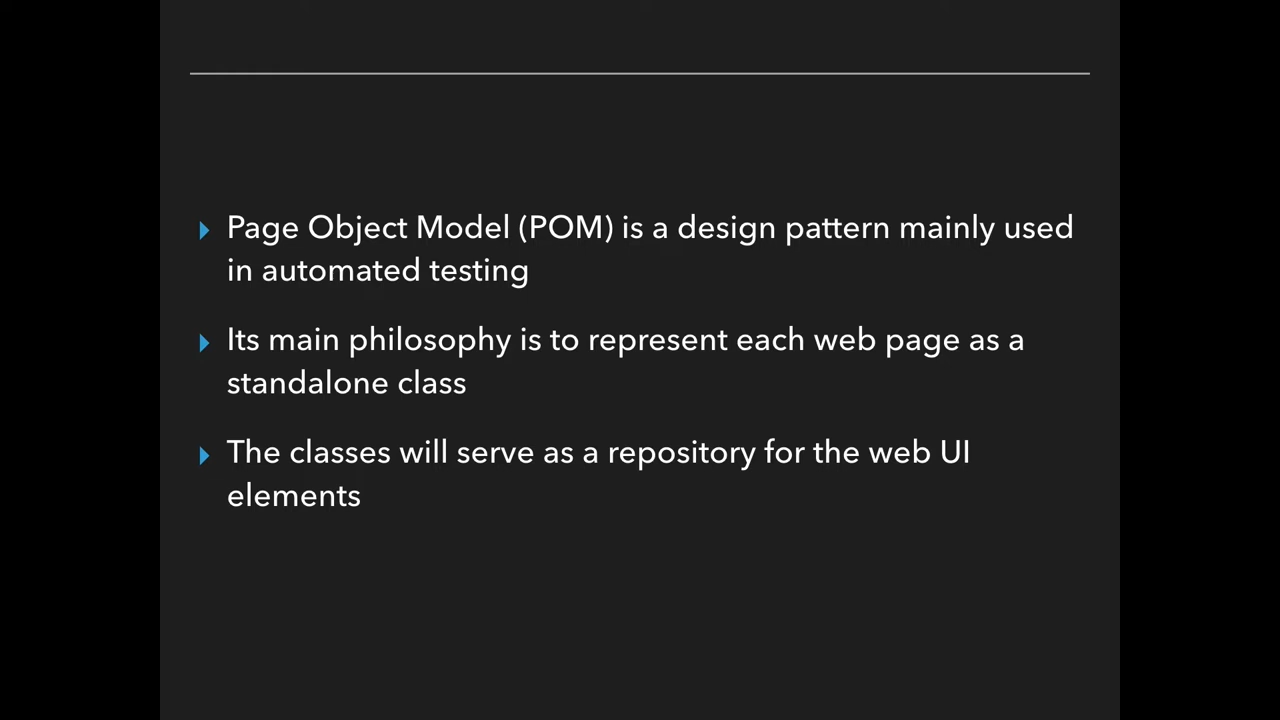 Page Object Model (POM) is a design pattern mainly used
in automated testing
Its main philosophy is to represent each web page as a
standalone class
The classes will serve as a repository for the web UI
elements